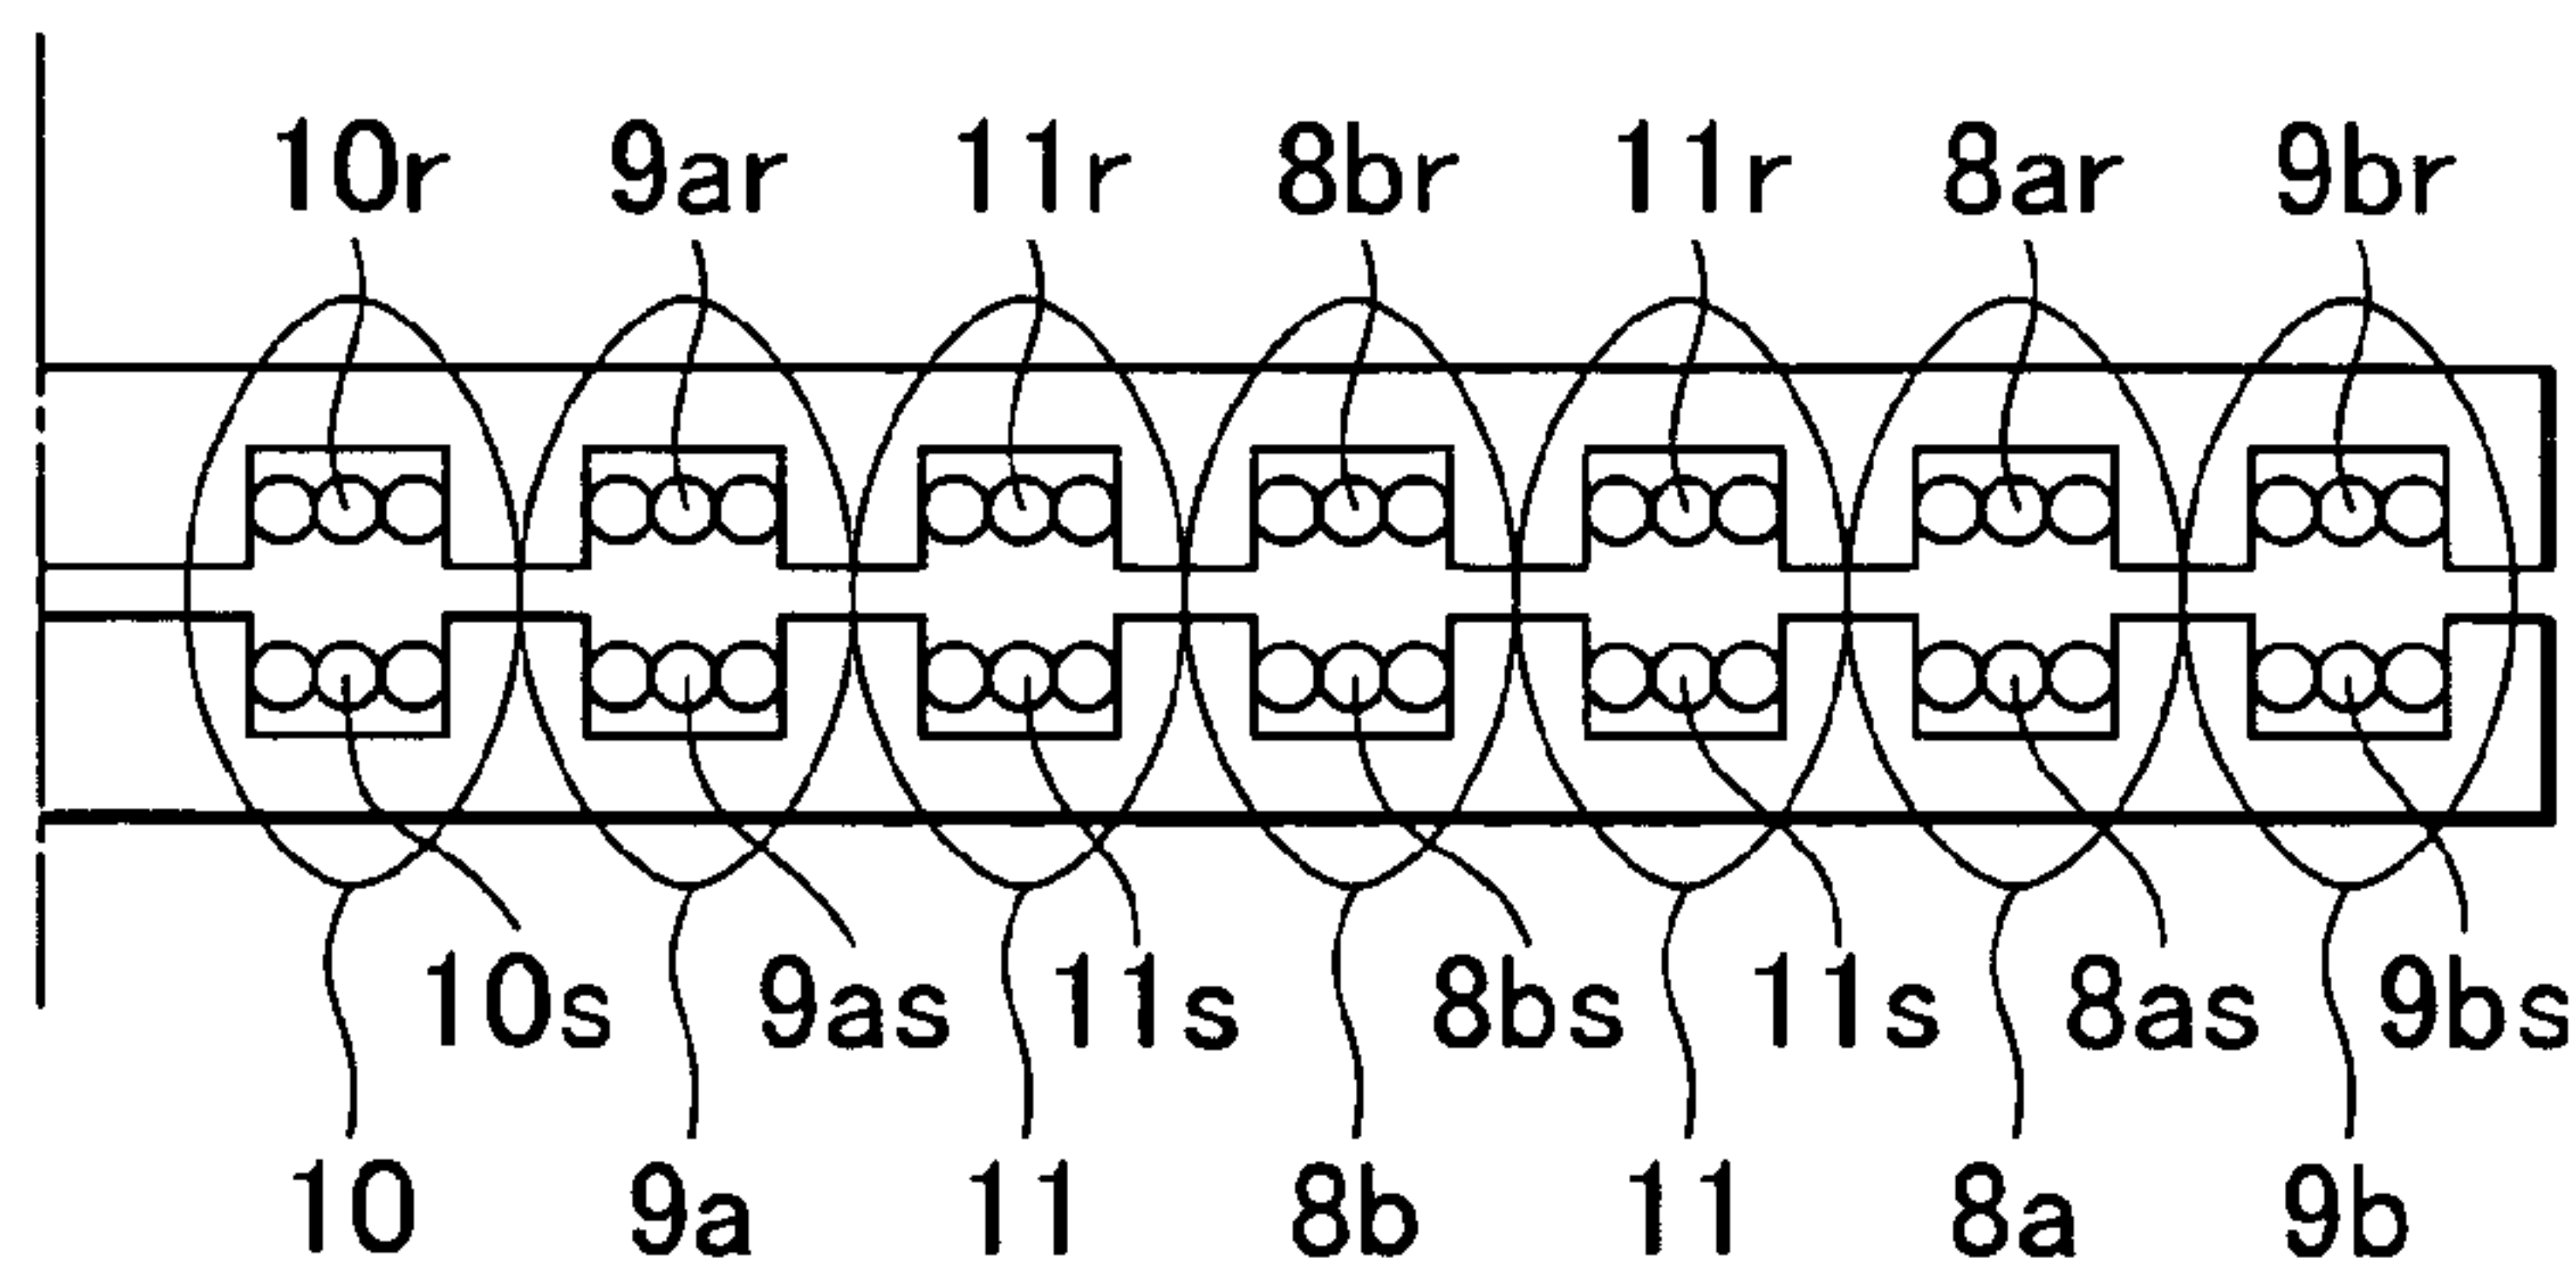 10r 9ar 11r 8br 11r 8ar 9br
10s 9as 11s 8bs 11s 8as 9bs
10 9a 11 8b 11 8a 9b